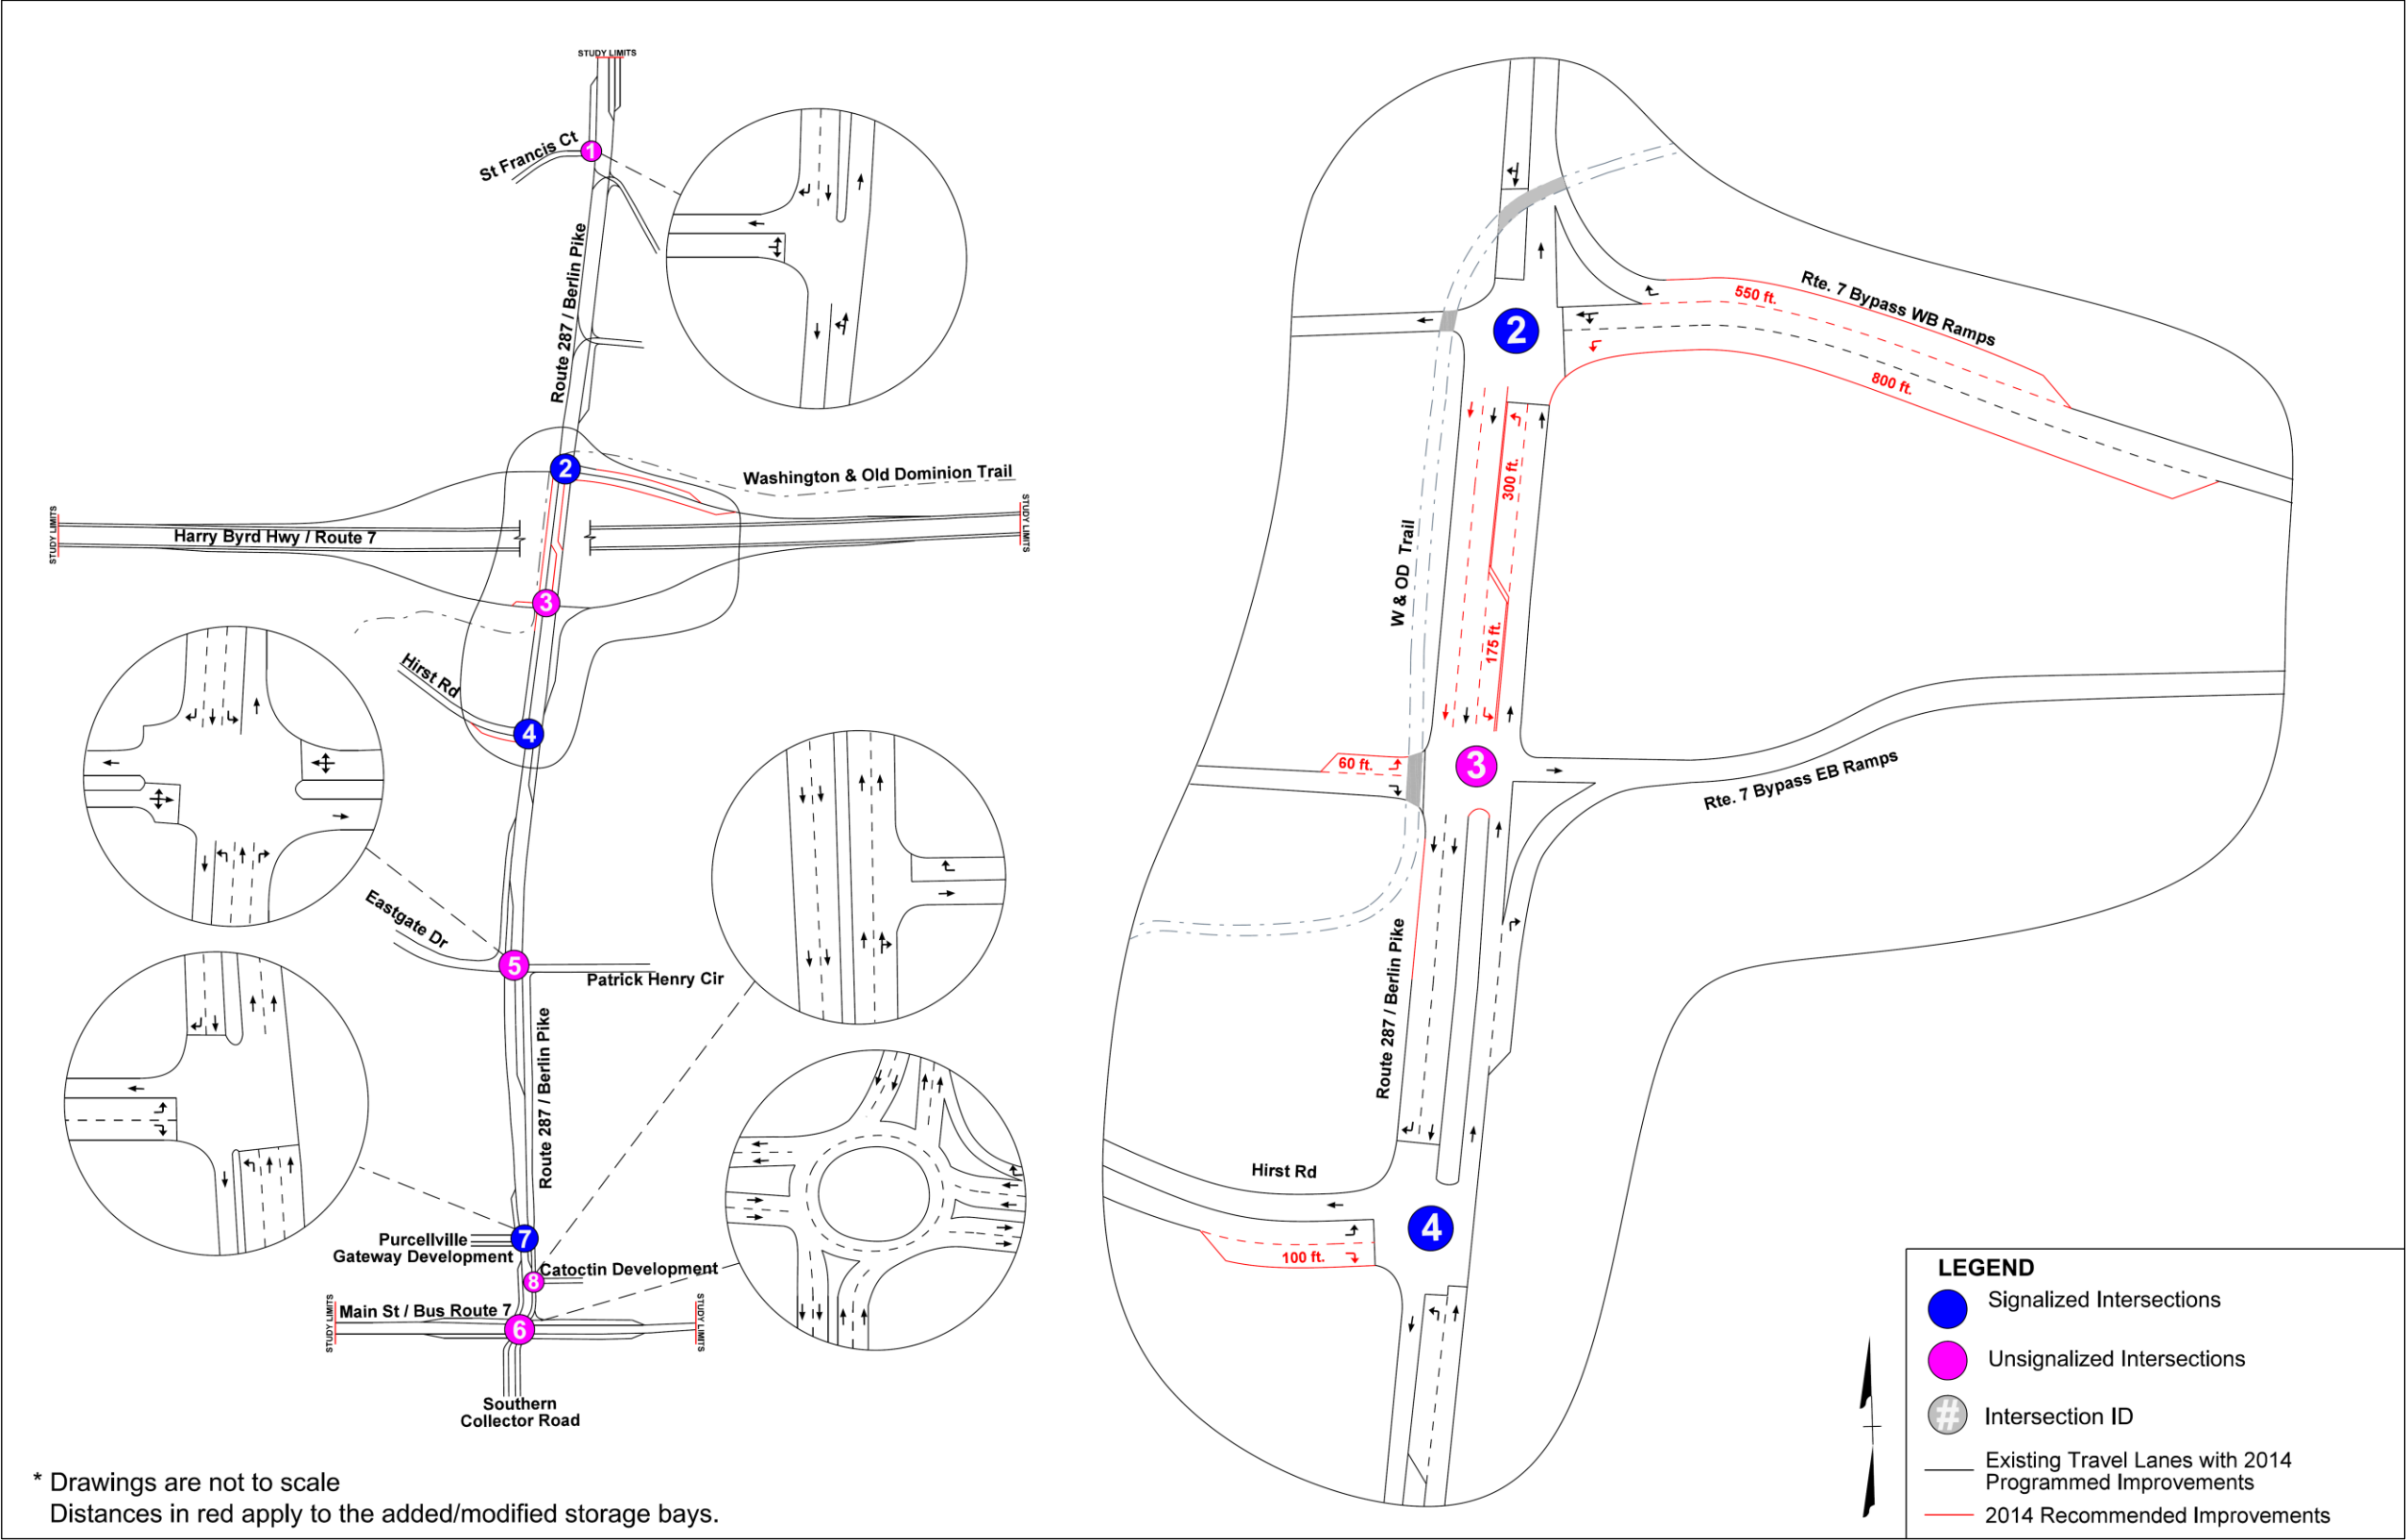 STUDY LIMITS
St Francis Ct
1
Route 287 / Berlin Pike
2
Washington & Old Dominion Trail
STUDY LIMITS
Harry Byrd Hwy / Route 7
STUDY LIMITS
3
Hirst Rd
4
Eastgate Dr
5
Patrick Henry Cir
Route 287 / Berlin Pike
Purcellville
Gateway Development
7
Catoctin Development
8
Main St / Bus Route 7
STUDY LIMITS
6
STUDY LIMITS
Southern
Collector Road
* Drawings are not to scale
Distances in red apply to the added/modified storage bays.
Rte. 7 Bypass WB Ramps
550 ft.
2
800 ft.
300 ft.
W & OD Trail
175 ft.
60 ft.
3
Rte. 7 Bypass EB Ramps
Route 287 / Berlin Pike
Hirst Rd
4
100 ft.
LEGEND
Signalized Intersections
Unsignalized Intersections
# Intersection ID
Existing Travel Lanes with 2014
Programmed Improvements
2014 Recommended Improvements